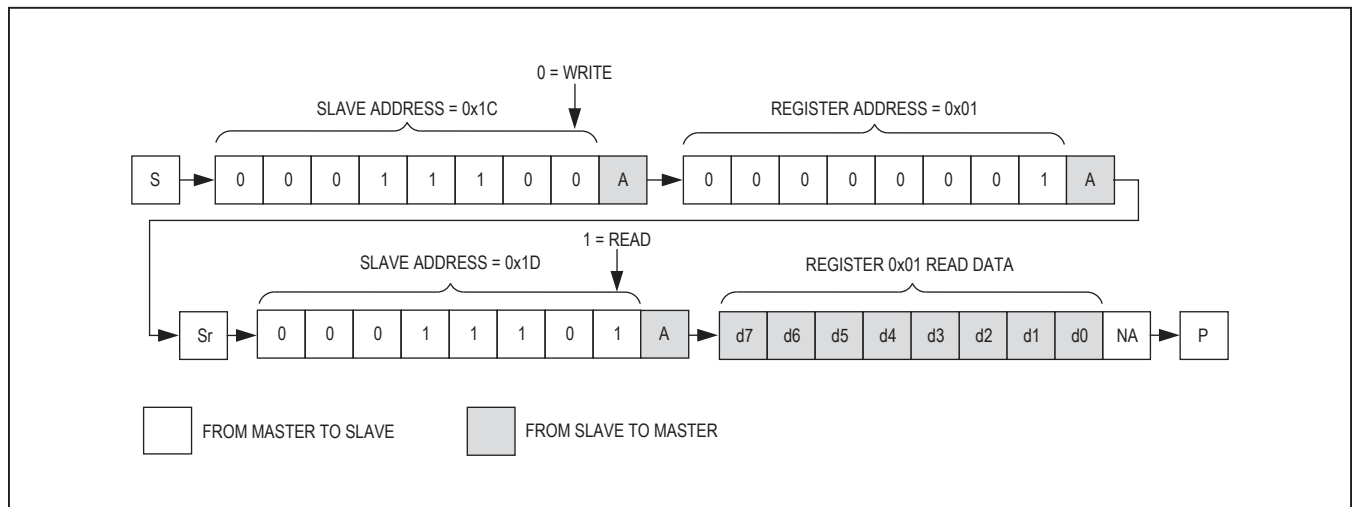 0 = WRITE
SLAVE ADDRESS = 0x1C
REGISTER ADDRESS = 0x01
S 0 0 0 1 1 1 0 0 A 0 0 0 0 0 0 0 1 A
1 = READ
SLAVE ADDRESS = 0x1D
REGISTER 0x01 READ DATA
Sr 0 0 0 1 1 1 0 1 A d7 d6 d5 d4 d3 d2 d1 d0 NA P
FROM MASTER TO SLAVE
FROM SLAVE TO MASTER